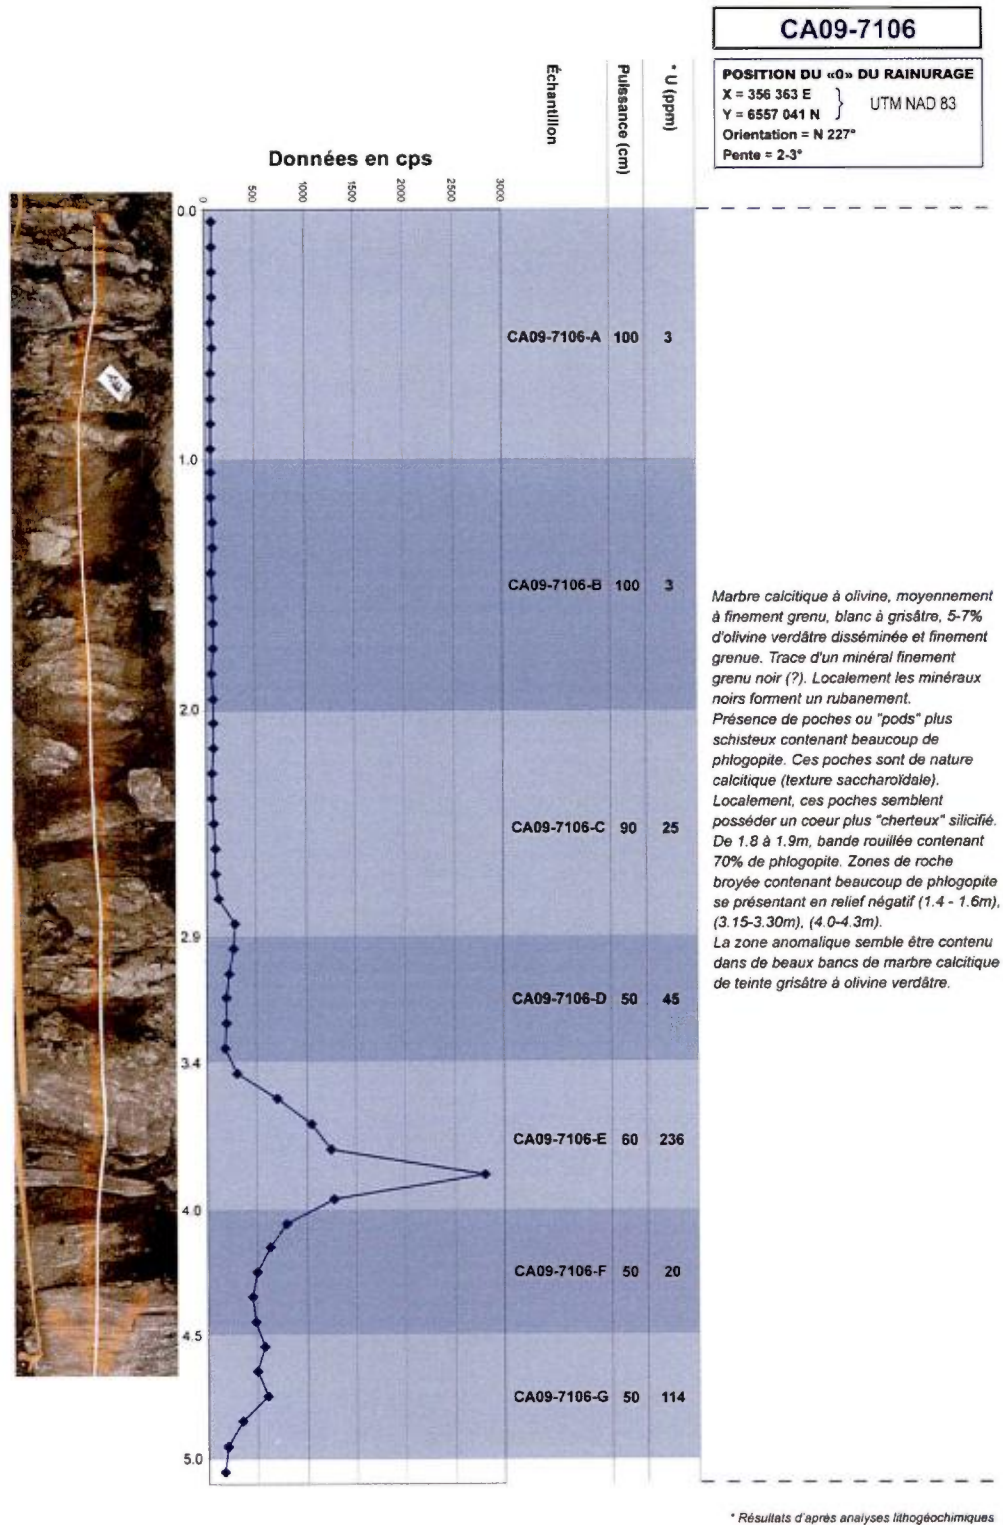 CA09-7106
POSITION DU «0» DU RAINURAGE
X = 356 363 E
Y = 6557 041 N
UTM NAD 83
Orientation = N 227°
Pente = 2-3°
Échantillon
Puissance (cm)
* U (ppm)
Données en cps
0
500
1000
1500
2000
2500
3000
0.0
CA09-7106-A 100 3
1.0
CA09-7106-B 100 3
2.0
CA09-7106-C 90 25
2.9
CA09-7106-D 50 45
3.4
CA09-7106-E 60 236
4.0
CA09-7106-F 50 20
4.5
CA09-7106-G 50 114
5.0
Marbre calcitique à olivine, moyennement
à finement grenu, blanc à grisâtre, 5-7%
d'olivine verdâtre disséminée et finement
grenue. Trace d'un minéral finement
grenu noir (?). Localement les minéraux
noirs forment un rubanement.
Présence de poches ou "pods" plus
schisteux contenant beaucoup de
phlogopite. Ces poches sont de nature
calcitique (texture saccharoïdale).
Localement, ces poches semblent
posséder un coeur plus "cherteux" silicifié.
De 1.8 à 1.9m, bande rouillée contenant
70% de phlogopite. Zones de roche
broyée contenant beaucoup de phlogopite
se présentant en relief négatif (1.4 - 1.6m),
(3.15-3.30m), (4.0-4.3m).
La zone anomalique semble être contenu
dans de beaux bancs de marbre calcitique
de teinte grisâtre à olivine verdâtre.
* Résultats d'après analyses lithogéochimiques